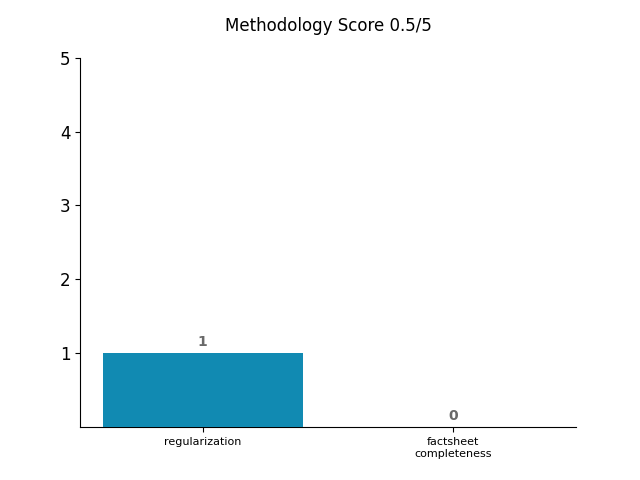 Methodology Score 0.5/5
5
4
3
2
1
1
0
regularization
factsheet
completeness